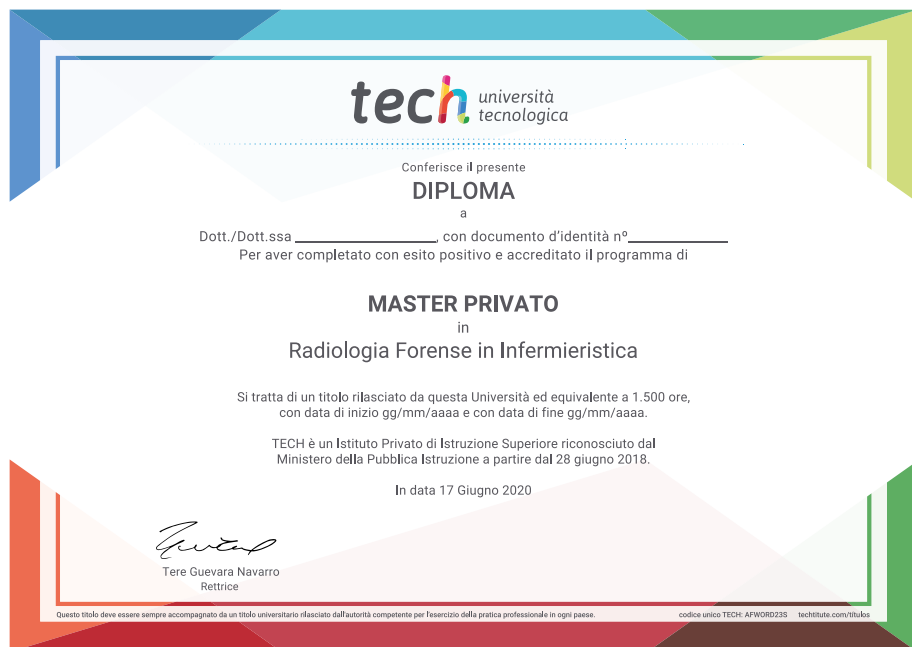 tech università
tecnologica
Conferisce il presente
DIPLOMA
a
Dott./Dott.ssa ____________________, con documento d'identità nº______________
Per aver completato con esito positivo e accreditato il programma di
MASTER PRIVATO
in
Radiologia Forense in Infermieristica
Si tratta di un titolo rilasciato da questa Università ed equivalente a 1.500 ore,
con data di inizio gg/mm/aaaa e con data di fine gg/mm/aaaa.
TECH è un Istituto Privato di Istruzione Superiore riconosciuto dal
Ministero della Pubblica Istruzione a partire dal 28 giugno 2018.
In data 17 Giugno 2020
Tere Guevara Navarro
Rettrice
Questo titolo deve essere sempre accompagnato da un titolo universitario rilasciato dall'autorità competente per l'esercizio della pratica professionale in ogni paese. codice unico TECH: AFWORD23S techtitute.com/titulos